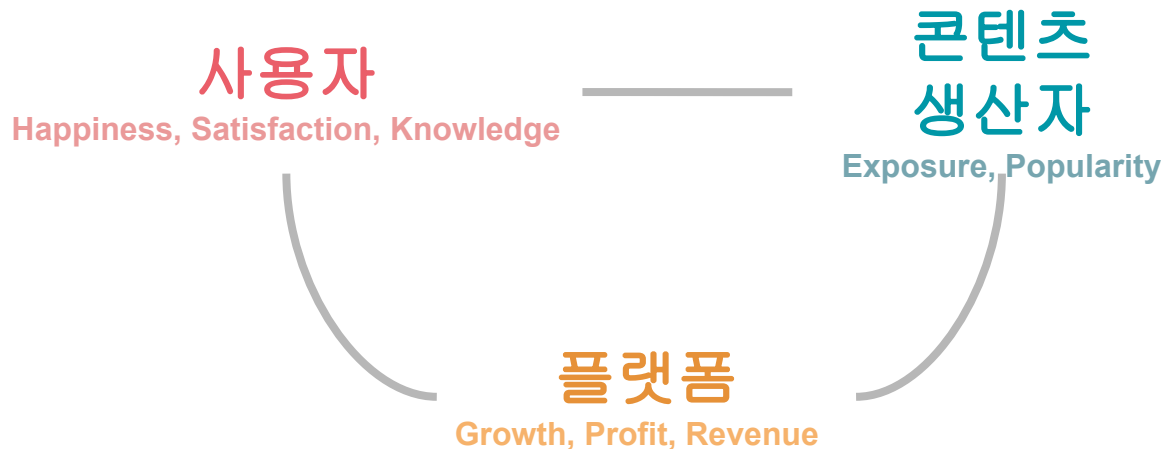 사용자
Happiness, Satisfaction, Knowledge
콘텐츠
생산자
Exposure, Popularity
플랫폼
Growth, Profit, Revenue